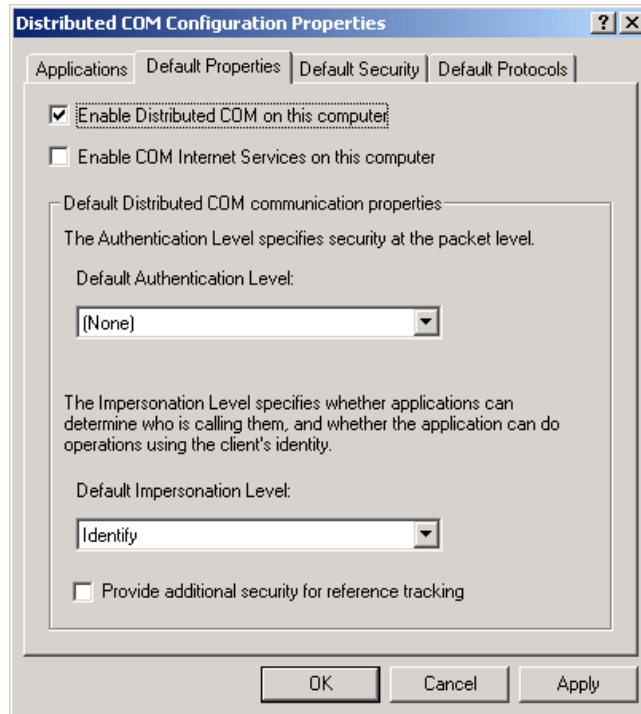 Distributed COM Configuration Properties
Applications
Default Properties
Default Security
Default Protocols
Enable Distributed COM on this computer
Enable COM Internet Services on this computer
Default Distributed COM communication properties
The Authentication Level specifies security at the packet level.
Default Authentication Level:
(None)
The Impersonation Level specifies whether applications can
determine who is calling them, and whether the application can do
operations using the client's identity.
Default Impersonation Level:
Identify
Provide additional security for reference tracking
OK
Cancel
Apply